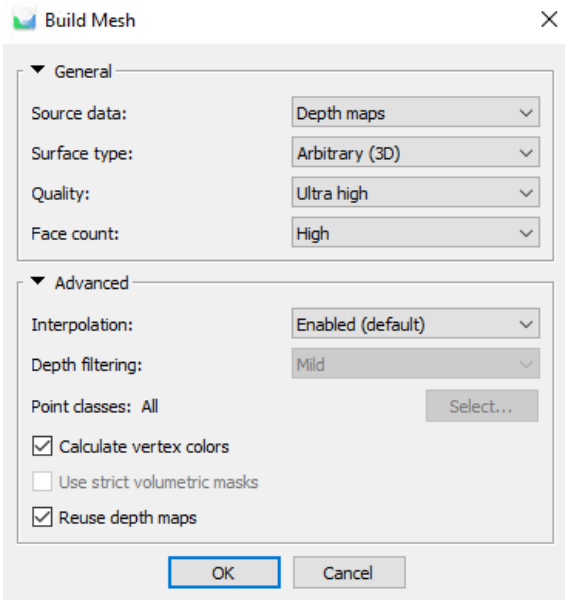 Build Mesh
General
Source data: Depth maps
Surface type: Arbitrary (3D)
Quality: Ultra high
Face count: High
Advanced
Interpolation: Enabled (default)
Depth filtering: Mild
Point classes: All Select...
Calculate vertex colors
Use strict volumetric masks
Reuse depth maps
OK Cancel